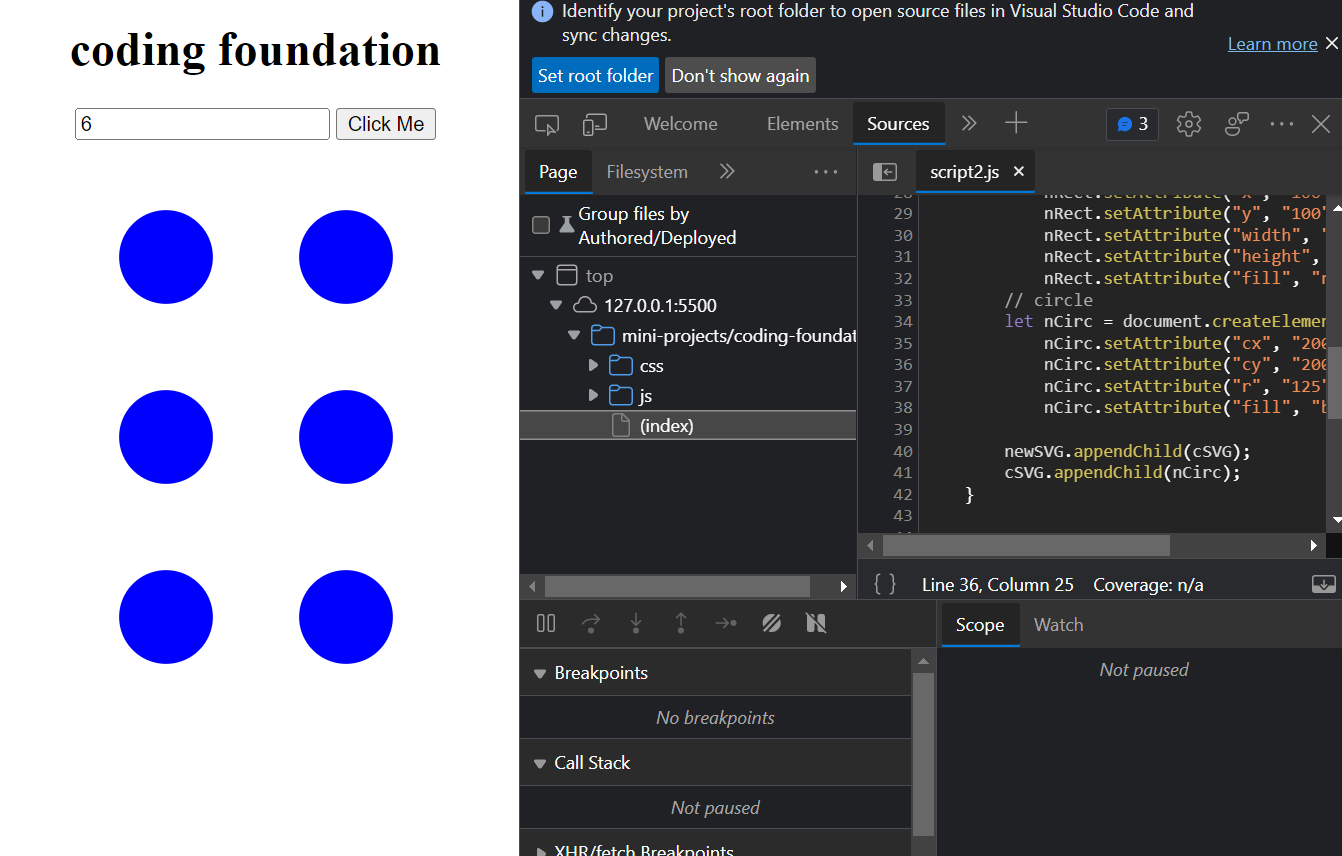 coding foundation
6
Click Me
Identify your project's root folder to open source files in Visual Studio Code and
sync changes.
Learn more
Set root folder
Don't show again
Welcome
Elements
Sources
3
Page
Filesystem
script2.js
Group files by
Authored/Deployed
top
127.0.0.1:5500
mini-projects/coding-foundat
css
js
(index)
29 nRect.setAttribute("y", "100"
30 nRect.setAttribute("width", "
31 nRect.setAttribute("height",
32 nRect.setAttribute("fill", "r
33 // circle
34 let nCirc = document.createElemen
35 nCirc.setAttribute("cx", "200
36 nCirc.setAttribute("cy", "200
37 nCirc.setAttribute("r", "125"
38 nCirc.setAttribute("fill", "b
39
40 newSVG.appendChild(cSVG);
41 cSVG.appendChild(nCirc);
42 }
43
{ } Line 36, Column 25 Coverage: n/a
Scope
Watch
Not paused
Breakpoints
No breakpoints
Call Stack
Not paused
XHR/fetch Breakpoints